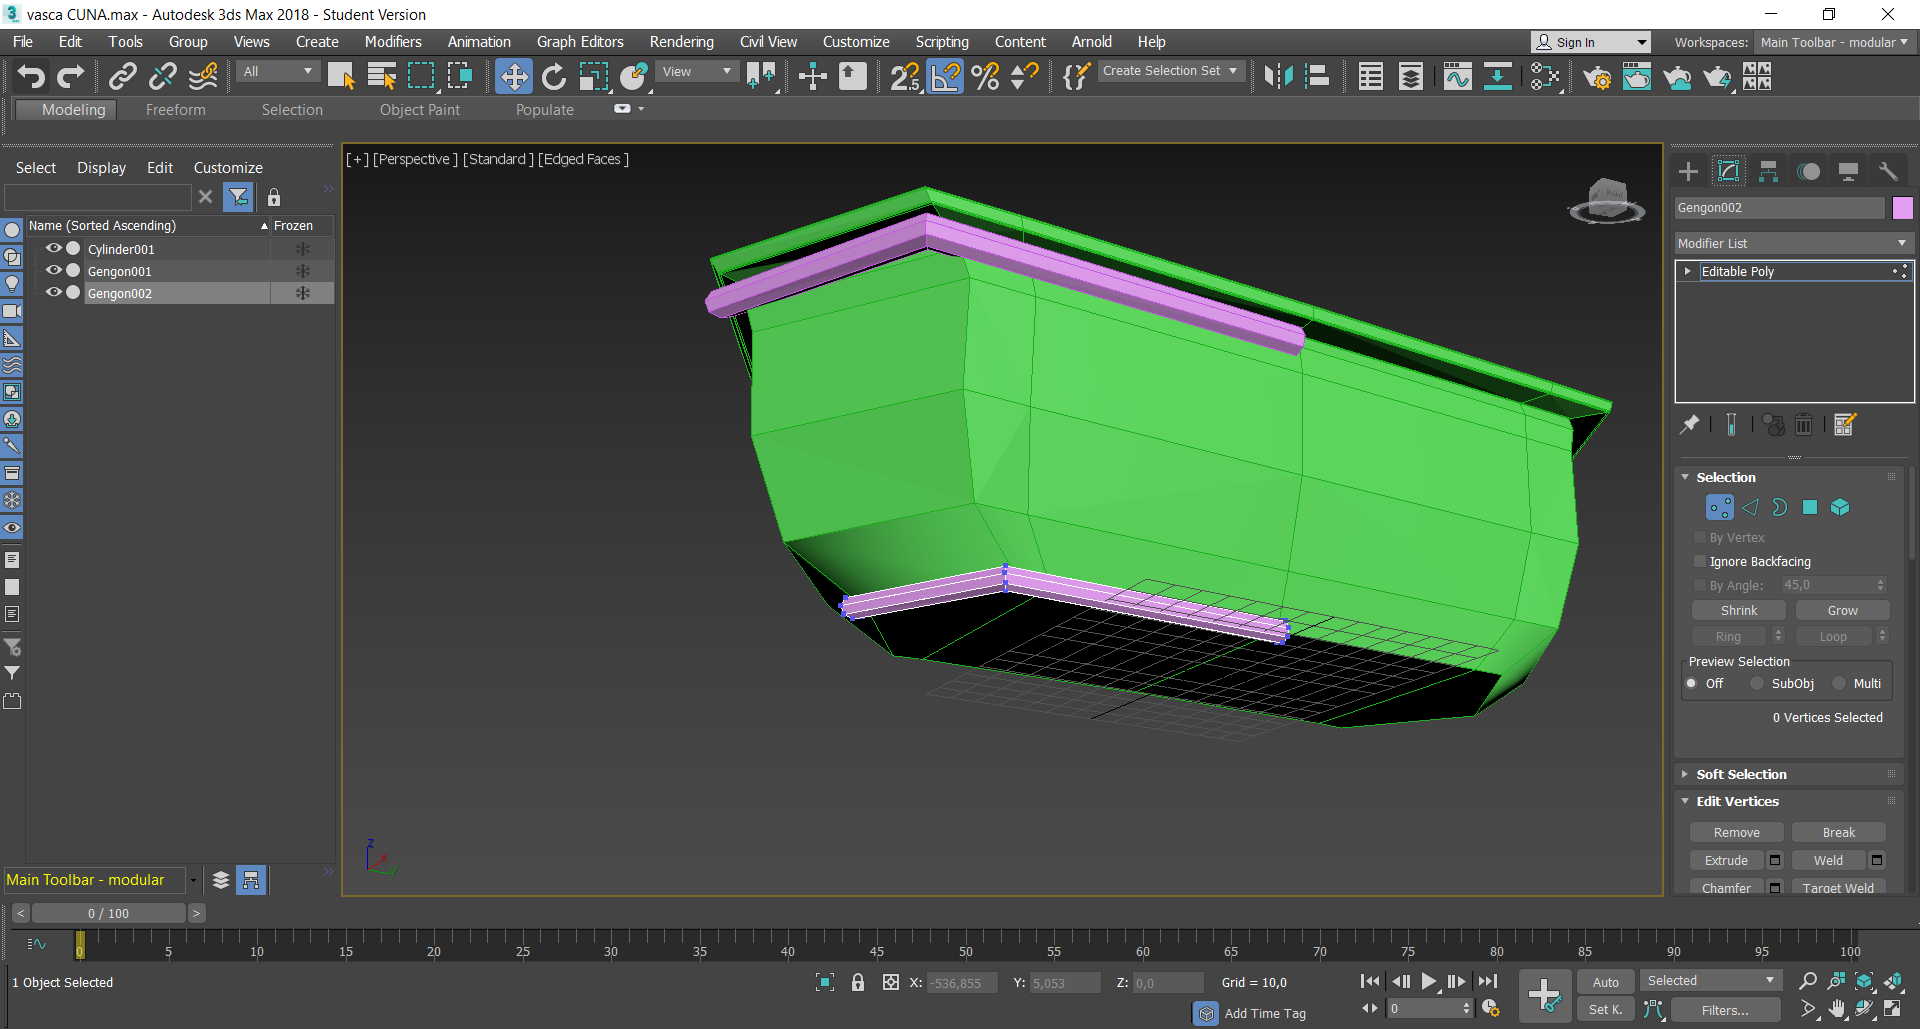 vasca CUNA.max - Autodesk 3ds Max 2018 - Student Version
File Edit Tools Group Views Create Modifiers Animation Graph Editors Rendering Civil View Customize Scripting Content Arnold Help Sign In Workspaces: Main Toolbar - modular
All View 2.5 Create Selection Set
Modeling Freeform Selection Object Paint Populate
[+] [Perspective ] [Standard ] [Edged Faces ]
Select Display Edit Customize
Name (Sorted Ascending) Frozen
Cylinder001
Gengon001
Gengon002
RIGHT
Gengon002
Modifier List
Editable Poly
Selection
By Vertex
Ignore Backfacing
By Angle: 45,0
Shrink Grow
Ring Loop
Preview Selection
Off SubObj Multi
0 Vertices Selected
Soft Selection
Edit Vertices
Remove Break
Extrude Weld
Chamfer Target Weld
z
x
y
Main Toolbar - modular
< 0 / 100 >
0 5 10 15 20 25 30 35 40 45 50 55 60 65 70 75 80 85 90 95 100
1 Object Selected X: -536,855 Y: 5,053 Z: 0,0 Grid = 10,0 Auto Selected
Add Time Tag 0 Set K. Filters...